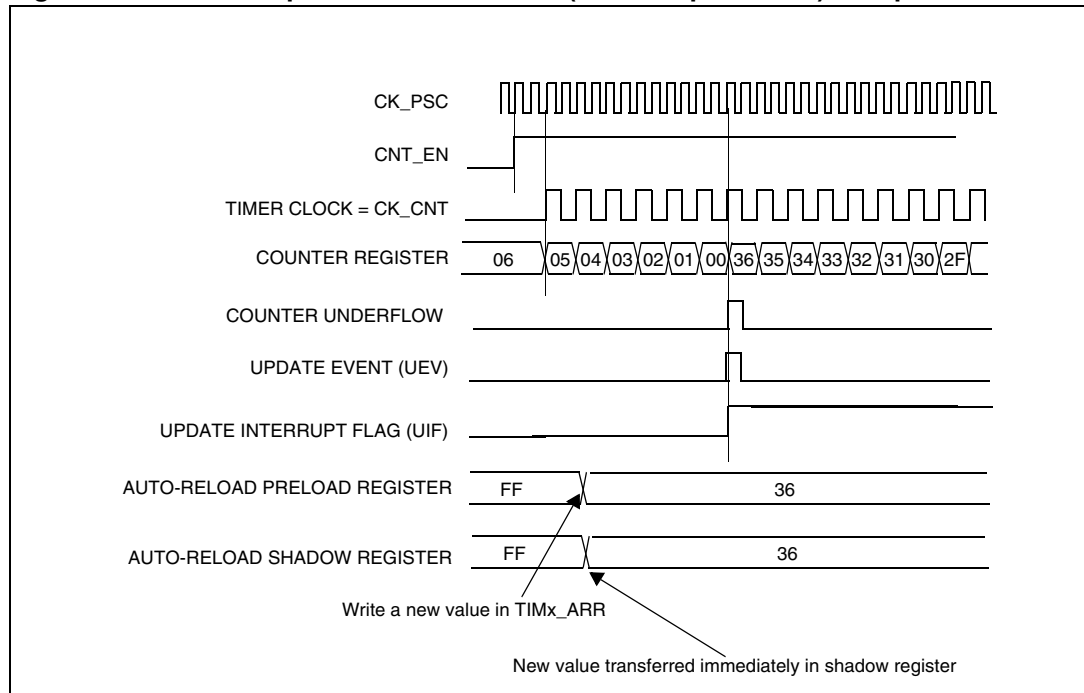 CK_PSC
CNT_EN
TIMER CLOCK = CK_CNT
COUNTER REGISTER 06 05 04 03 02 01 00 36 35 34 33 32 31 30 2F
COUNTER UNDERFLOW
UPDATE EVENT (UEV)
UPDATE INTERRUPT FLAG (UIF)
AUTO-RELOAD PRELOAD REGISTER FF 36
AUTO-RELOAD SHADOW REGISTER FF 36
Write a new value in TIMx_ARR
New value transferred immediately in shadow register